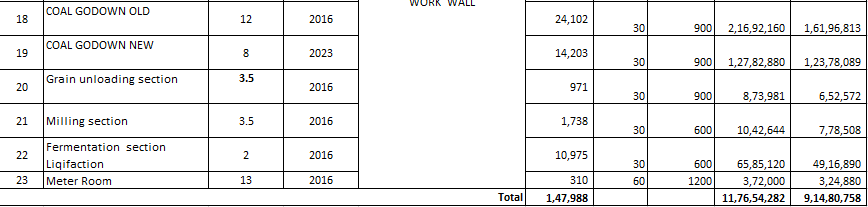 WORK WALL
18 COAL GODOWN OLD 12 2016 24,102 30 900 2,16,92,160 1,61,96,813
19 COAL GODOWN NEW 8 2023 14,203 30 900 1,27,82,880 1,23,78,089
20 Grain unloading section 3.5 2016 971 30 900 8,73,981 6,52,572
21 Milling section 3.5 2016 1,738 30 600 10,42,644 7,78,508
22 Fermentation section Liqifaction 2 2016 10,975 30 600 65,85,120 49,16,890
23 Meter Room 13 2016 310 60 1200 3,72,000 3,24,880
Total 1,47,988 11,76,54,282 9,14,80,758